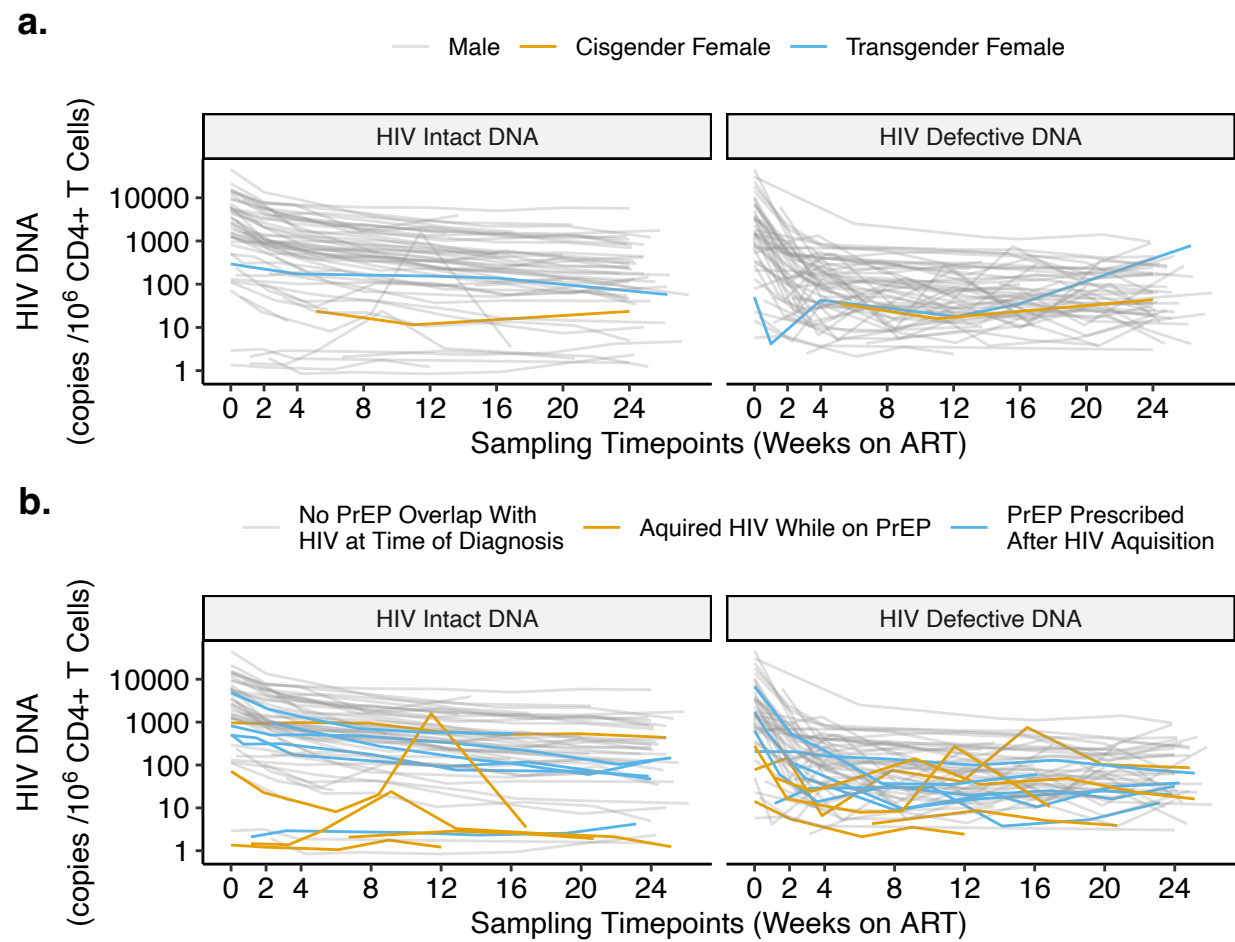 a.
Male Cisgender Female Transgender Female
HIV Intact DNA HIV Defective DNA
HIV DNA
(copies /10⁶ CD4+ T Cells)
10000
1000
100
10
1
0 2 4 8 12 16 20 24 0 2 4 8 12 16 20 24
Sampling Timepoints (Weeks on ART)
b.
No PrEP Overlap With
HIV at Time of Diagnosis
Aquired HIV While on PrEP
PrEP Prescribed
After HIV Aquisition
HIV Intact DNA HIV Defective DNA
HIV DNA
(copies /10⁶ CD4+ T Cells)
10000
1000
100
10
1
0 2 4 8 12 16 20 24 0 2 4 8 12 16 20 24
Sampling Timepoints (Weeks on ART)